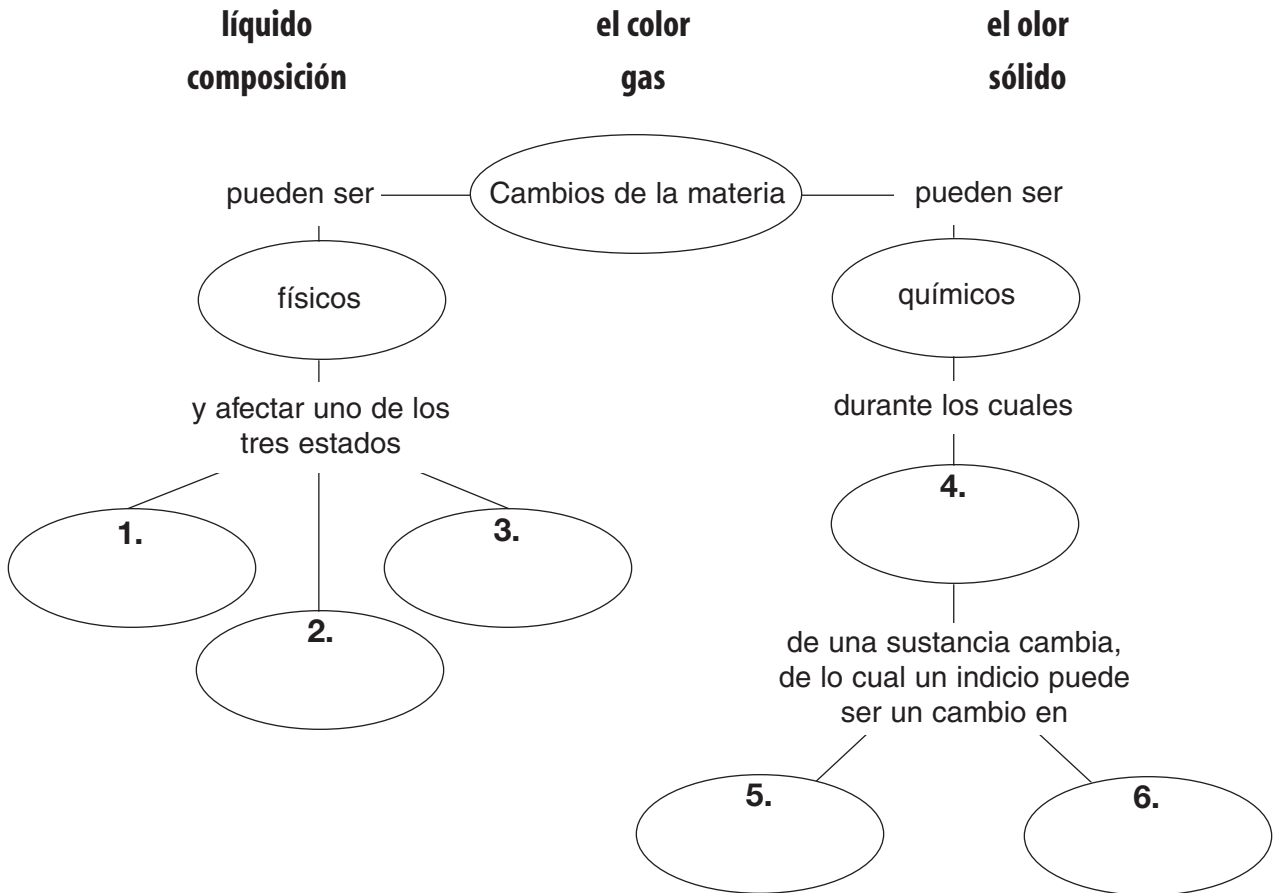 líquido el color el olor
composición gas sólido
pueden ser Cambios de la materia pueden ser
físicos químicos
y afectar uno de los
tres estados
durante los cuales
1. 3. 4.
2.
de una sustancia cambia,
de lo cual un indicio puede
ser un cambio en
5. 6.